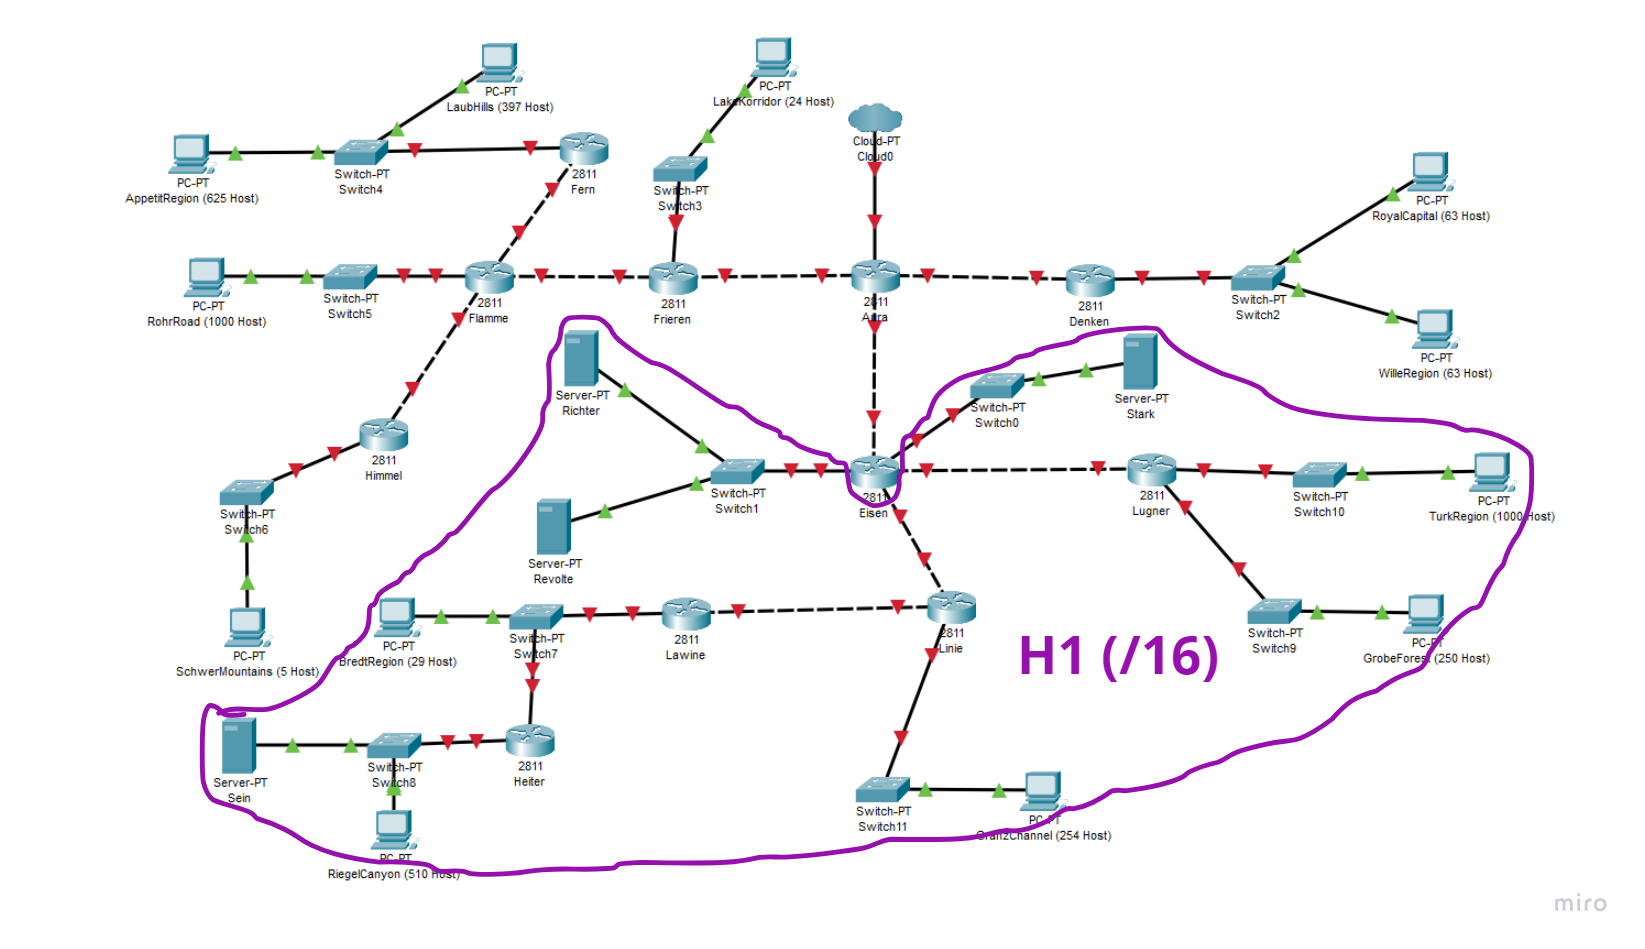 PC-PT
LaubHills (397 Host)
PC-PT
LakeKorridor (24 Host)
Cloud-PT
Cloud0
PC-PT
AppetitRegion (625 Host)
Switch-PT
Switch4
2811
Fern
Switch-PT
Switch3
PC-PT
RoyalCapital (63 Host)
PC-PT
RohrRoad (1000 Host)
Switch-PT
Switch5
2811
Flamme
2811
Frieren
2811
Aura
2811
Denken
Switch-PT
Switch2
PC-PT
WilleRegion (63 Host)
Server-PT
Richter
Switch-PT
Switch0
Server-PT
Stark
2811
Himmel
Switch-PT
Switch1
2811
Eisen
2811
Lugner
Switch-PT
Switch10
PC-PT
TurkRegion (1000 Host)
Switch-PT
Switch6
Server-PT
Revolte
PC-PT
SchwerMountains (5 Host)
PC-PT
BredtRegion (29 Host)
Switch-PT
Switch7
2811
Lawine
2811
Linie
H1 (/16)
Switch-PT
Switch9
PC-PT
GrobeForest (250 Host)
Server-PT
Sein
Switch-PT
Switch8
2811
Heiter
Switch-PT
Switch11
PC-PT
GranzChannel (254 Host)
PC-PT
RiegelCanyon (510 Host)
miro